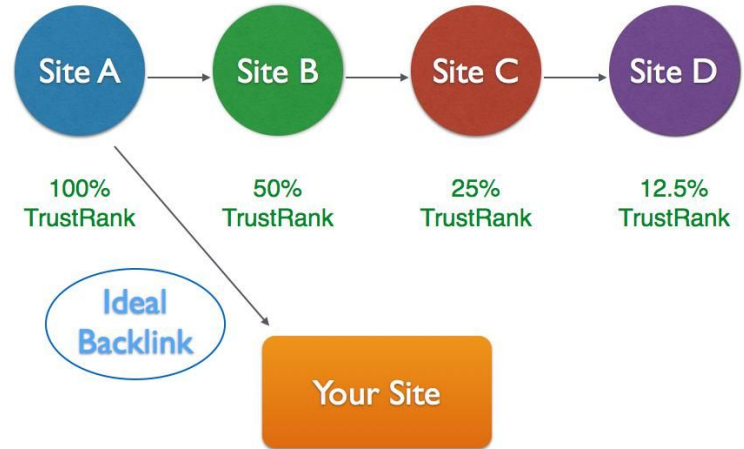 Site A
Site B
Site C
Site D
100%
TrustRank
50%
TrustRank
25%
TrustRank
12.5%
TrustRank
Ideal
Backlink
Your Site